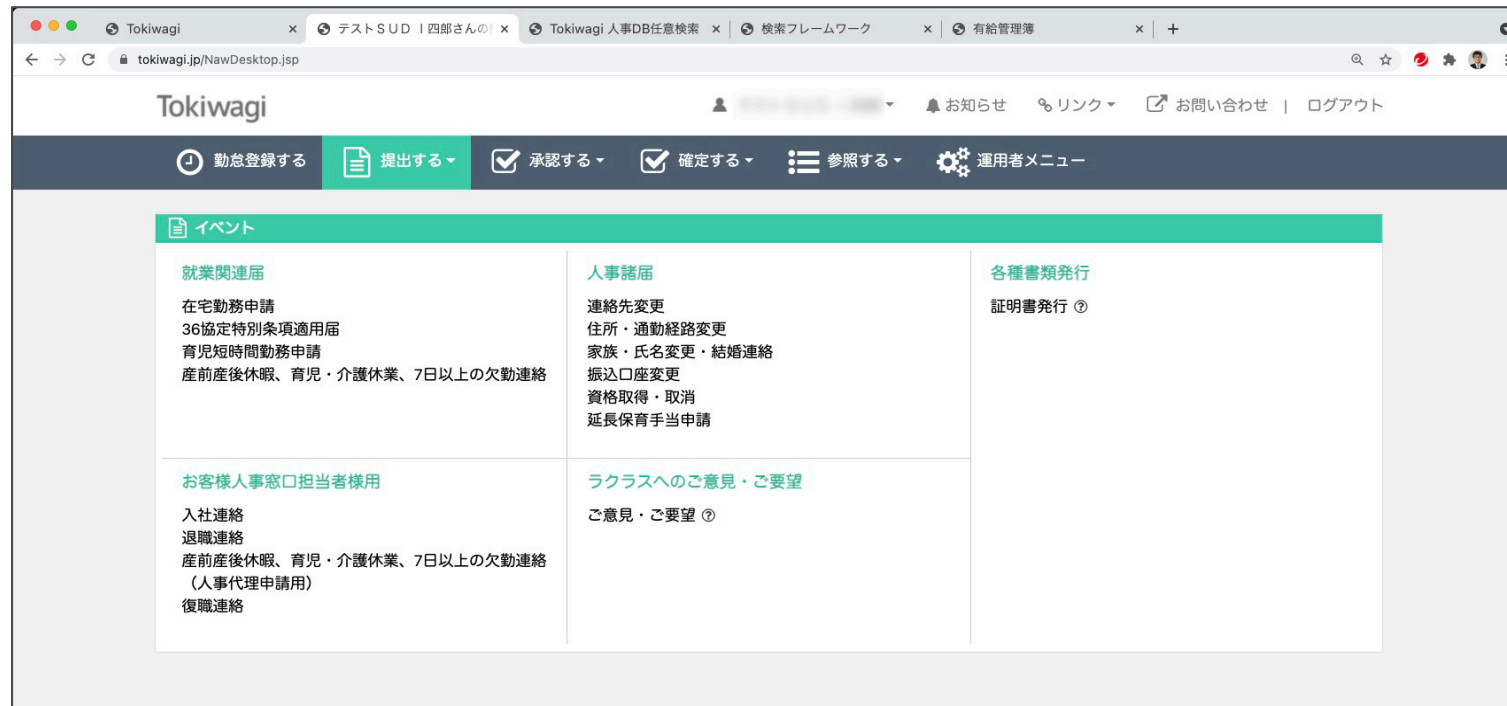 Tokiwagi
テストSUD I四郎さんの
Tokiwagi 人事DB任意検索
検索フレームワーク
有給管理簿
tokiwagi.jp/NawDesktop.jsp
Tokiwagi
お知らせ
リンク
お問い合わせ | ログアウト
勤怠登録する
提出する
承認する
確定する
参照する
運用者メニュー
イベント
就業関連届
在宅勤務申請
36協定特別条項適用届
育児短時間勤務申請
産前産後休暇、育児・介護休業、7日以上の欠勤連絡
人事諸届
連絡先変更
住所・通勤経路変更
家族・氏名変更・結婚連絡
振込口座変更
資格取得・取消
延長保育手当申請
各種書類発行
証明書発行
お客様人事窓口担当者様用
入社連絡
退職連絡
産前産後休暇、育児・介護休業、7日以上の欠勤連絡
（人事代理申請用）
復職連絡
ラクラスへのご意見・ご要望
ご意見・ご要望